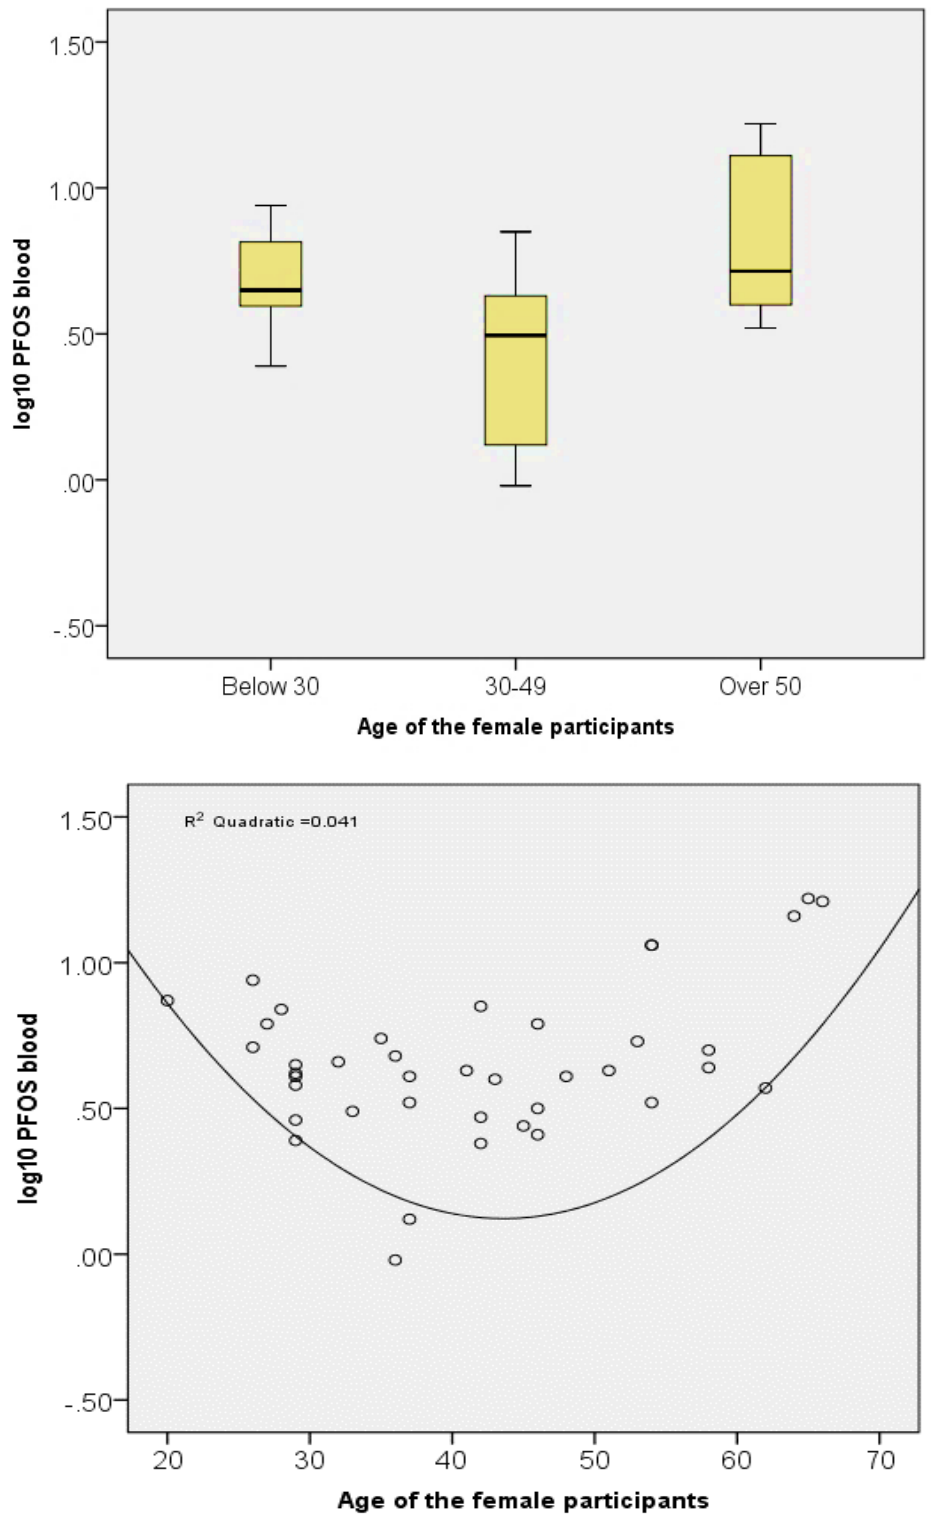 1.50
1.00
.50
.00
-.50
log10 PFOS blood
Below 30 30-49 Over 50
Age of the female participants
R² Quadratic =0.041
1.50
1.00
.50
.00
-.50
log10 PFOS blood
20 30 40 50 60 70
Age of the female participants